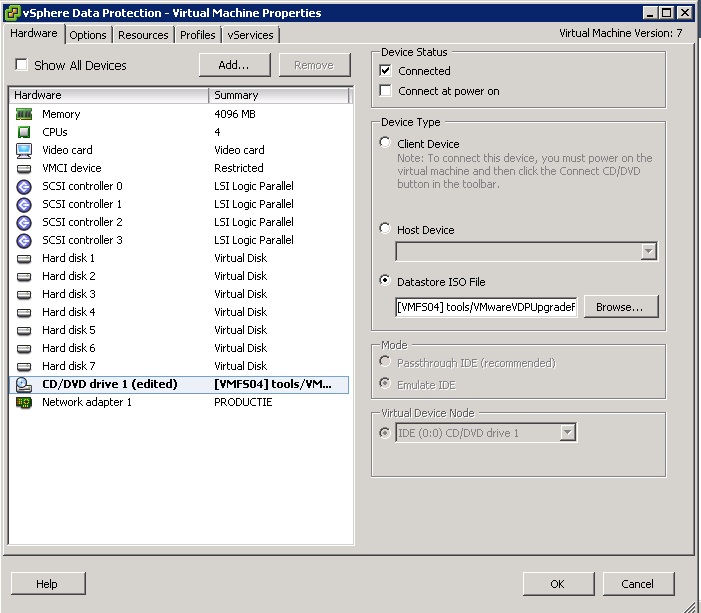 vSphere Data Protection - Virtual Machine Properties
Hardware Options Resources Profiles vServices Virtual Machine Version: 7
Show All Devices Add... Remove
Hardware Summary
Memory 4096 MB
CPUs 4
Video card Video card
VMCI device Restricted
SCSI controller 0 LSI Logic Parallel
SCSI controller 1 LSI Logic Parallel
SCSI controller 2 LSI Logic Parallel
SCSI controller 3 LSI Logic Parallel
Hard disk 1 Virtual Disk
Hard disk 2 Virtual Disk
Hard disk 3 Virtual Disk
Hard disk 4 Virtual Disk
Hard disk 5 Virtual Disk
Hard disk 6 Virtual Disk
Hard disk 7 Virtual Disk
CD/DVD drive 1 (edited) [VMFS04] tools/VM...
Network adapter 1 PRODUCTIE
Device Status
Connected
Connect at power on
Device Type
Client Device
Note: To connect this device, you must power on the
virtual machine and then click the Connect CD/DVD
button in the toolbar.
Host Device
Datastore ISO File
[VMFS04] tools/VMwareVDPUpgradeF Browse...
Mode
Passthrough IDE (recommended)
Emulate IDE
Virtual Device Node
IDE (0:0) CD/DVD drive 1
Help OK Cancel